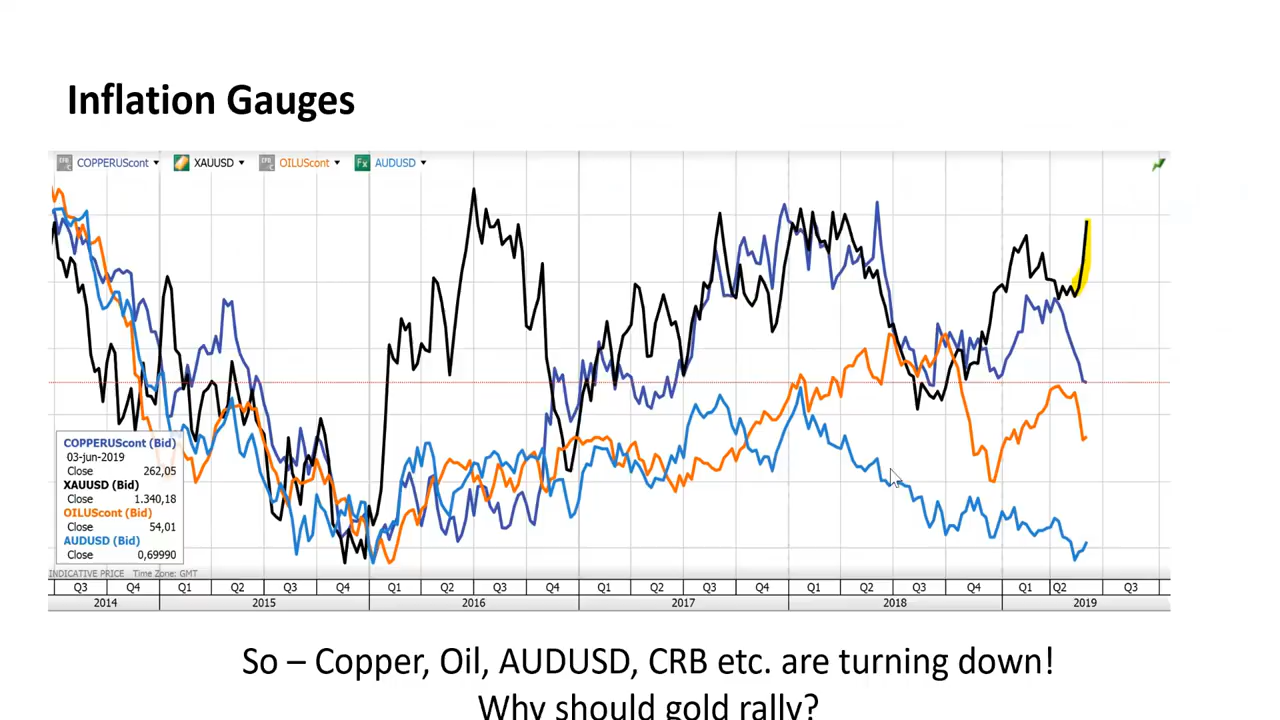 Inflation Gauges
COPPERUScont XAUUSD OILUScont Fx AUDUSD
COPPERUScont (Bid)
03-jun-2019
Close 262,05
XAUUSD (Bid)
Close 1.340,18
OILUScont (Bid)
Close 54,01
AUDUSD (Bid)
Close 0,69990
INDICATIVE PRICE Time Zone: GMT
Q3 Q4 Q1 Q2 Q3 Q4 Q1 Q2 Q3 Q4 Q1 Q2 Q3 Q4 Q1 Q2 Q3 Q4 Q1 Q2 Q3
2014 2015 2016 2017 2018 2019
So – Copper, Oil, AUDUSD, CRB etc. are turning down!
Why should gold rally?